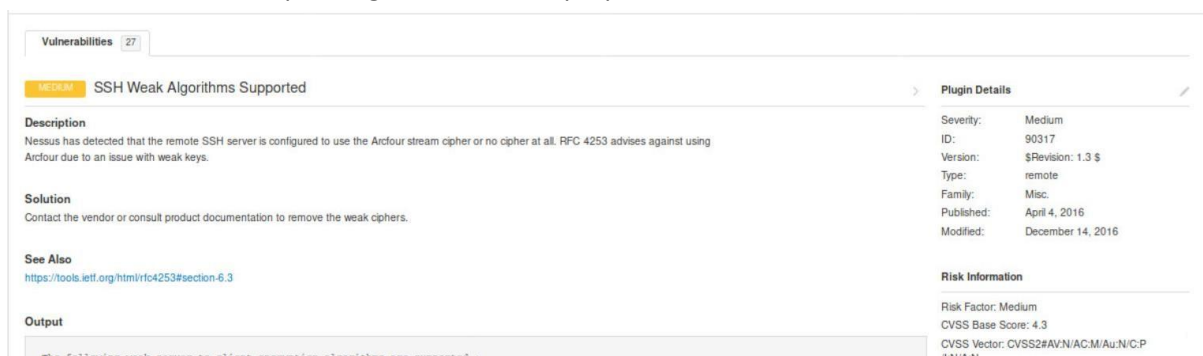 Vulnerabilities 27
MEDIUM SSH Weak Algorithms Supported
Description
Nessus has detected that the remote SSH server is configured to use the Arcfour stream cipher or no cipher at all. RFC 4253 advises against using
Arcfour due to an issue with weak keys.
Solution
Contact the vendor or consult product documentation to remove the weak ciphers.
See Also
https://tools.ietf.org/html/rfc4253#section-6.3
Output
Plugin Details
Severity: Medium
ID: 90317
Version: $Revision: 1.3 $
Type: remote
Family: Misc.
Published: April 4, 2016
Modified: December 14, 2016
Risk Information
Risk Factor: Medium
CVSS Base Score: 4.3
CVSS Vector: CVSS2#AV:N/AC:M/Au:N/C:P